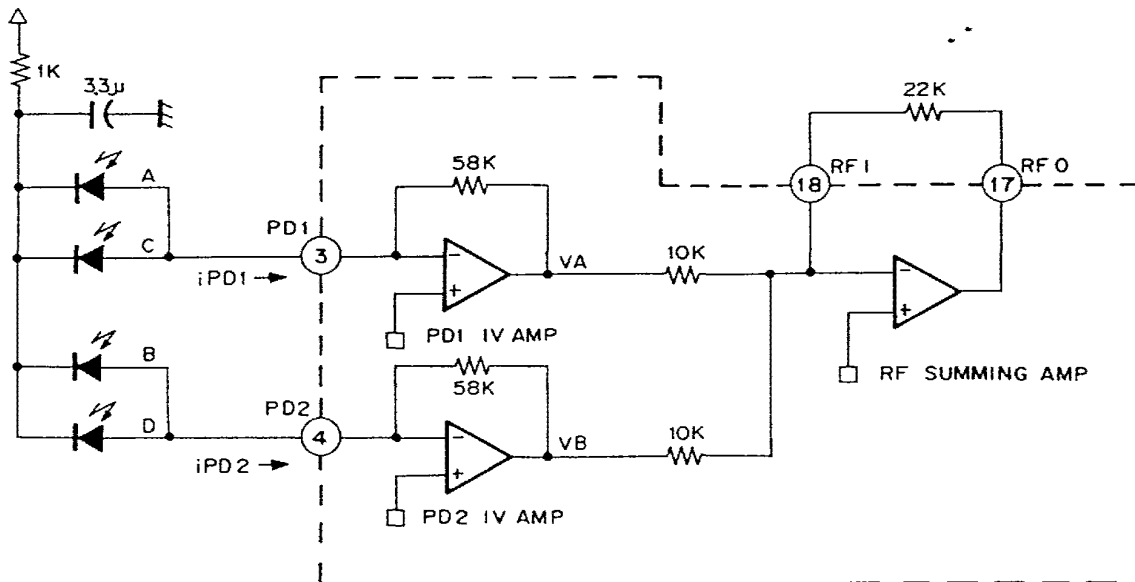 1K
3.3µ
22K
A
58K
RF I
RF O
18
17
C
PD1
3
10K
iPD1 →
VA
−
+
−
+
PD1 IV AMP
B
58K
RF SUMMING AMP
D
PD2
4
10K
iPD2 →
VB
−
+
PD2 IV AMP